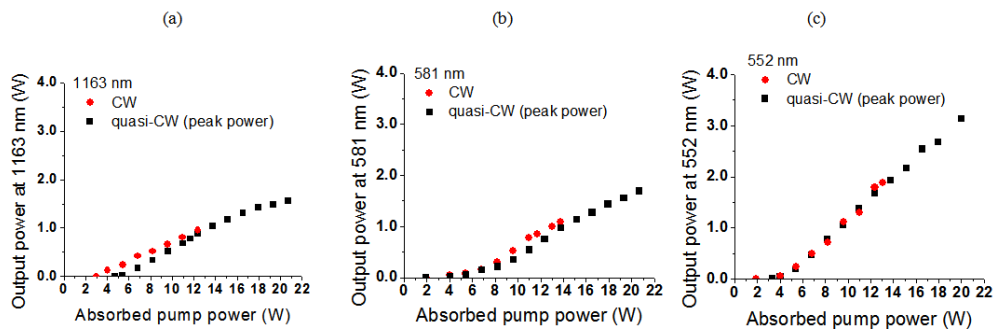 (a)
Output power at 1163 nm (W)
4.0
3.0
2.0
1.0
0.0
1163 nm
CW
quasi-CW (peak power)
0 2 4 6 8 10 12 14 16 18 20 22
Absorbed pump power (W)
(b)
Output power at 581 nm (W)
4.0
3.0
2.0
1.0
0.0
581 nm
CW
quasi-CW (peak power)
0 2 4 6 8 10 12 14 16 18 20 22
Absorbed pump power (W)
(c)
Output power at 552 nm (W)
4.0
3.0
2.0
1.0
0.0
552 nm
CW
quasi-CW (peak power)
0 2 4 6 8 10 12 14 16 18 20 22
Absorbed pump power (W)